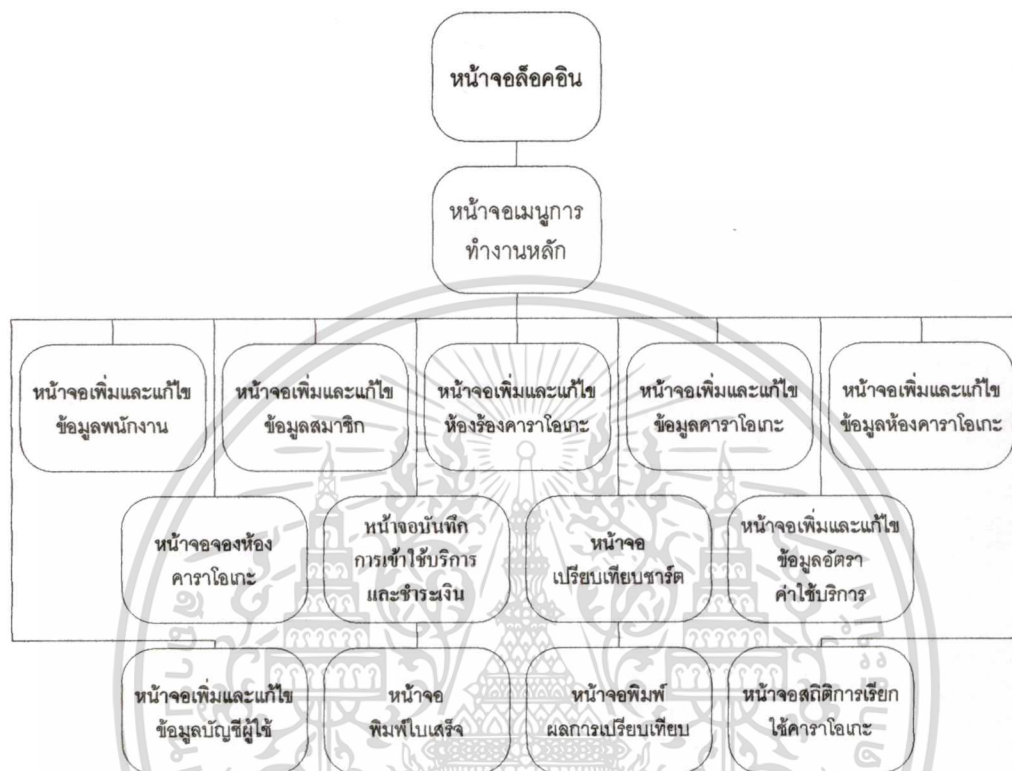 หน้าจอล็อคอิน
หน้าจอเมนูการ
ทำงานหลัก
หน้าจอเพิ่มและแก้ไข
ข้อมูลพนักงาน
หน้าจอเพิ่มและแก้ไข
ข้อมูลสมาชิก
หน้าจอเพิ่มและแก้ไข
ห้องร้องคาราโอเกะ
หน้าจอเพิ่มและแก้ไข
ข้อมูลคาราโอเกะ
หน้าจอเพิ่มและแก้ไข
ข้อมูลห้องคาราโอเกะ
หน้าจอจองห้อง
คาราโอเกะ
หน้าจอบันทึก
การเข้าใช้บริการ
และชำระเงิน
หน้าจอ
เปรียบเทียบชาร์ต
หน้าจอเพิ่มและแก้ไข
ข้อมูลอัตรา
ค่าใช้บริการ
หน้าจอเพิ่มและแก้ไข
ข้อมูลบัญชีผู้ใช้
หน้าจอ
พิมพ์ใบเสร็จ
หน้าจอพิมพ์
ผลการเปรียบเทียบ
หน้าจอสถิติการเรียก
ใช้คาราโอเกะ